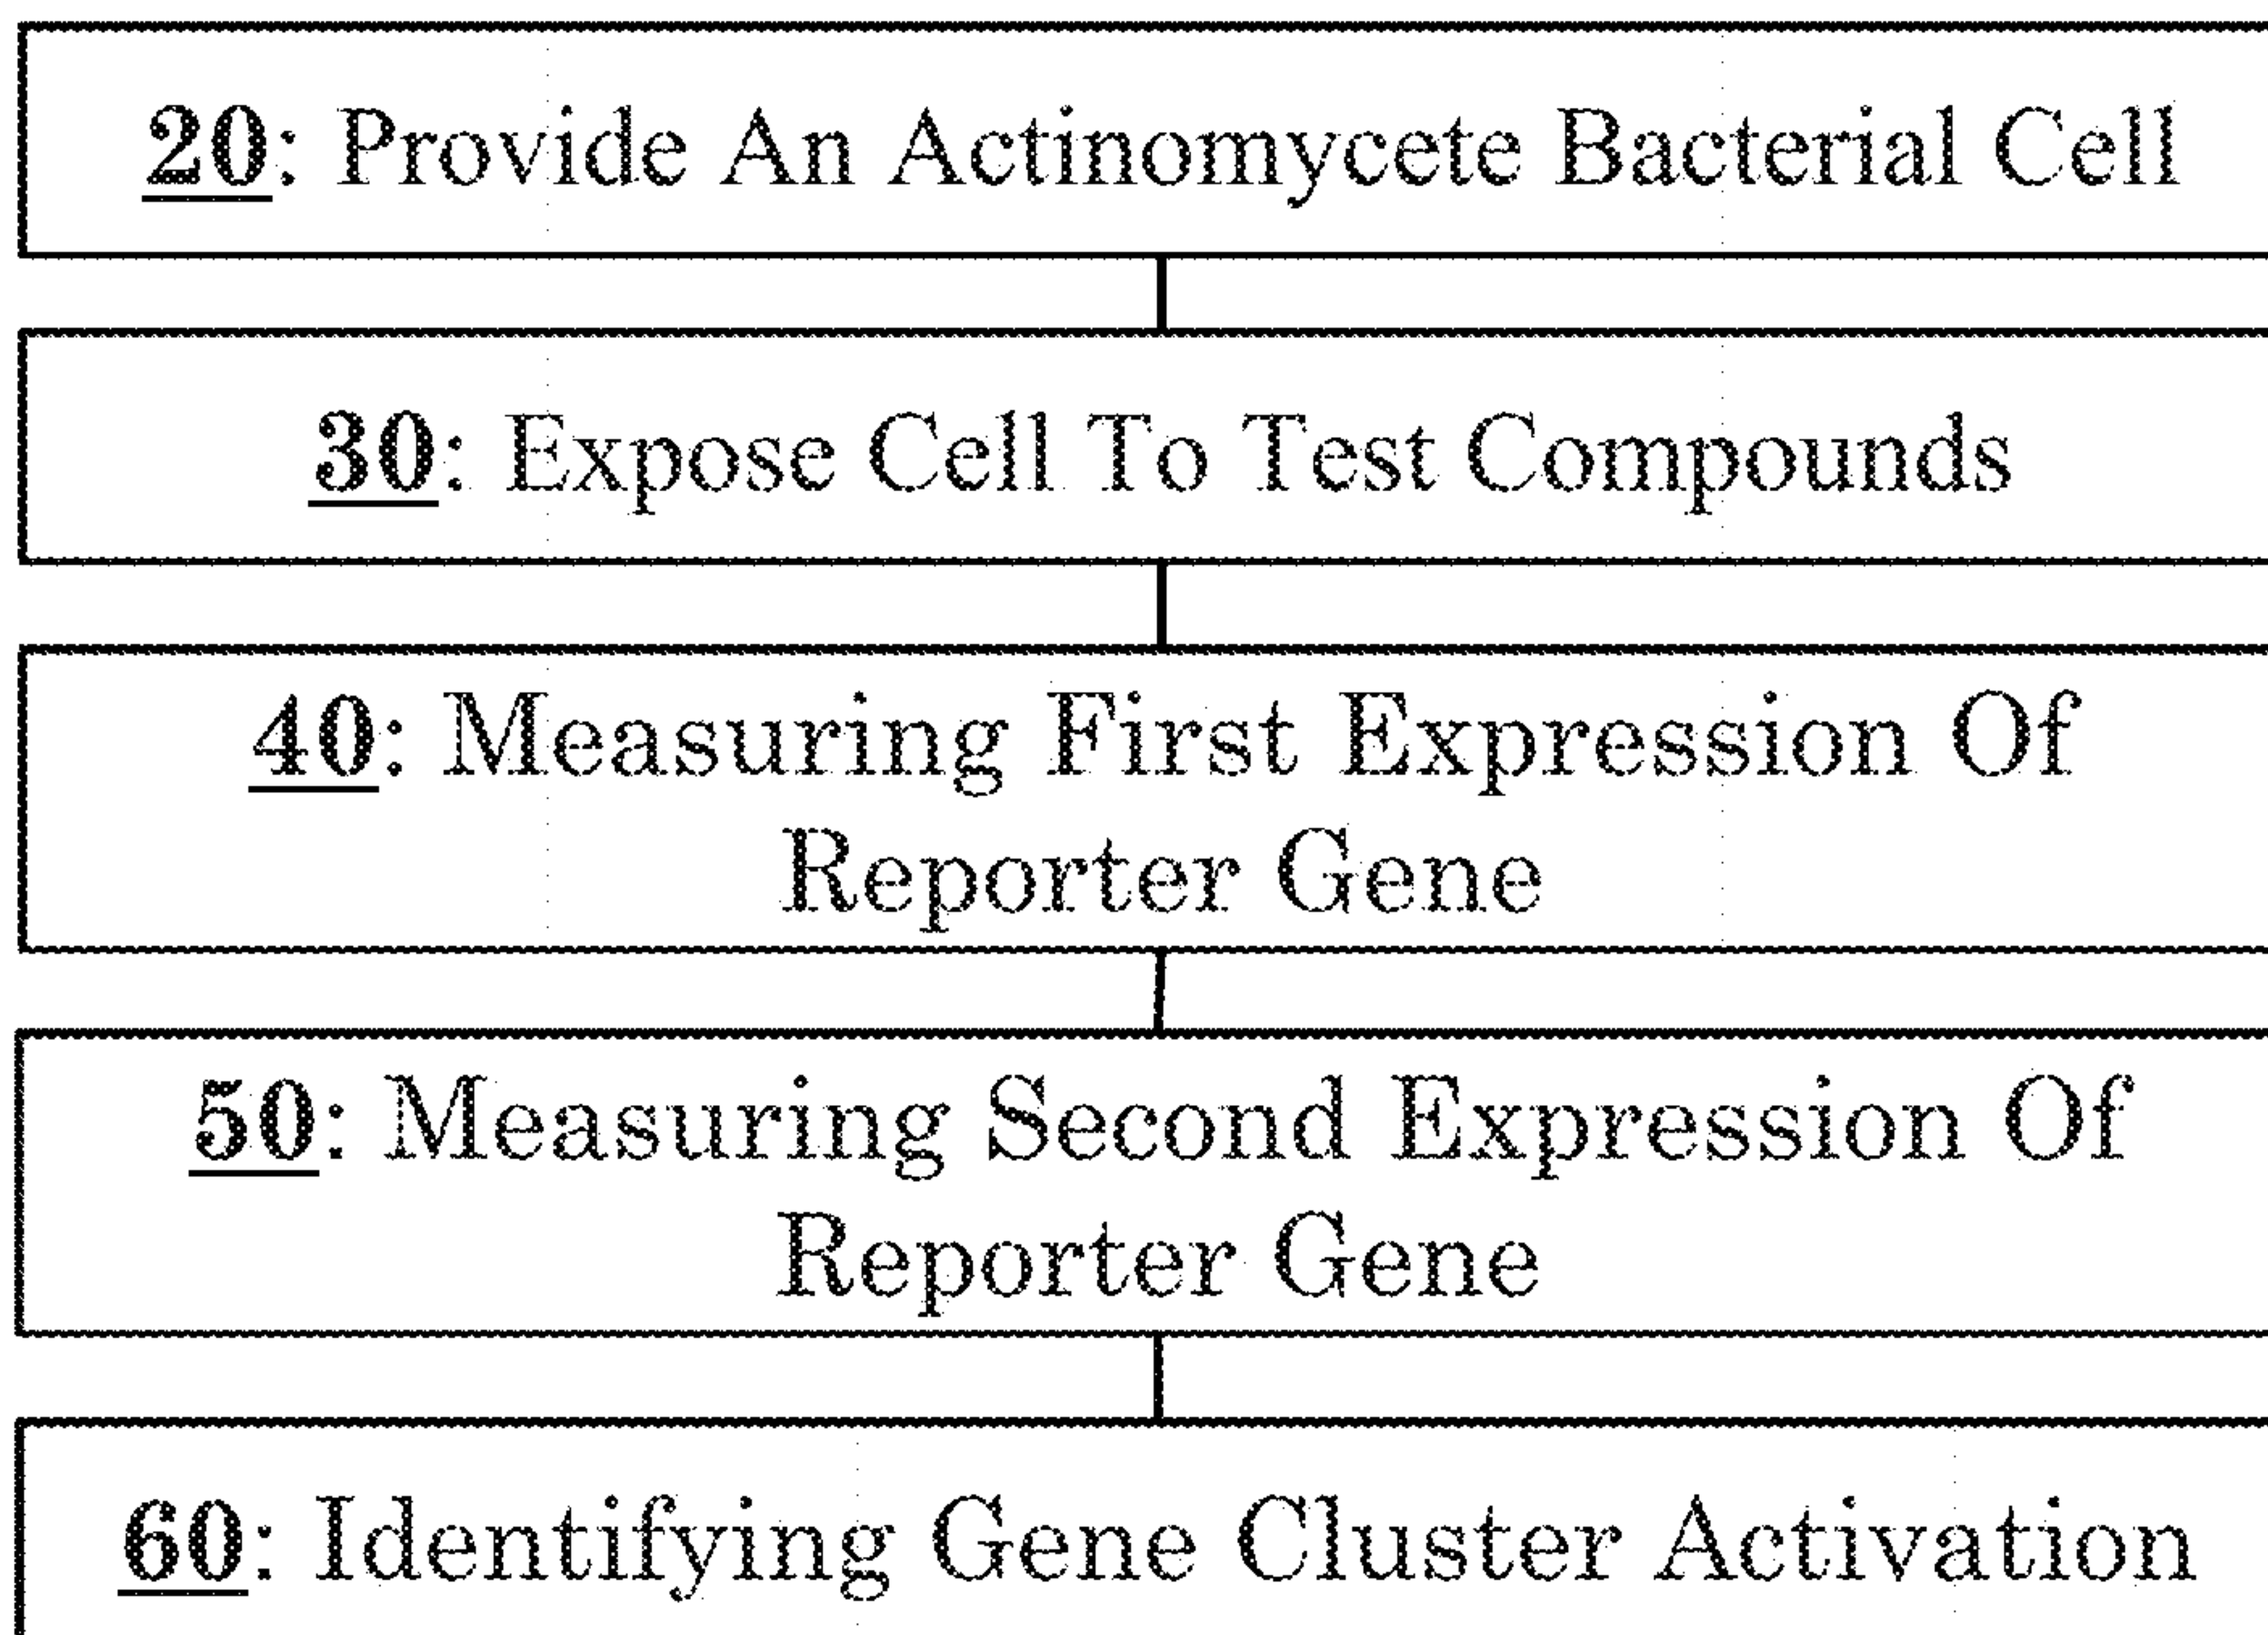 20: Provide An Actinomycete Bacterial Cell
30: Expose Cell To Test Compounds
40: Measuring First Expression Of
Reporter Gene
50: Measuring Second Expression Of
Reporter Gene
60: Identifying Gene Cluster Activation